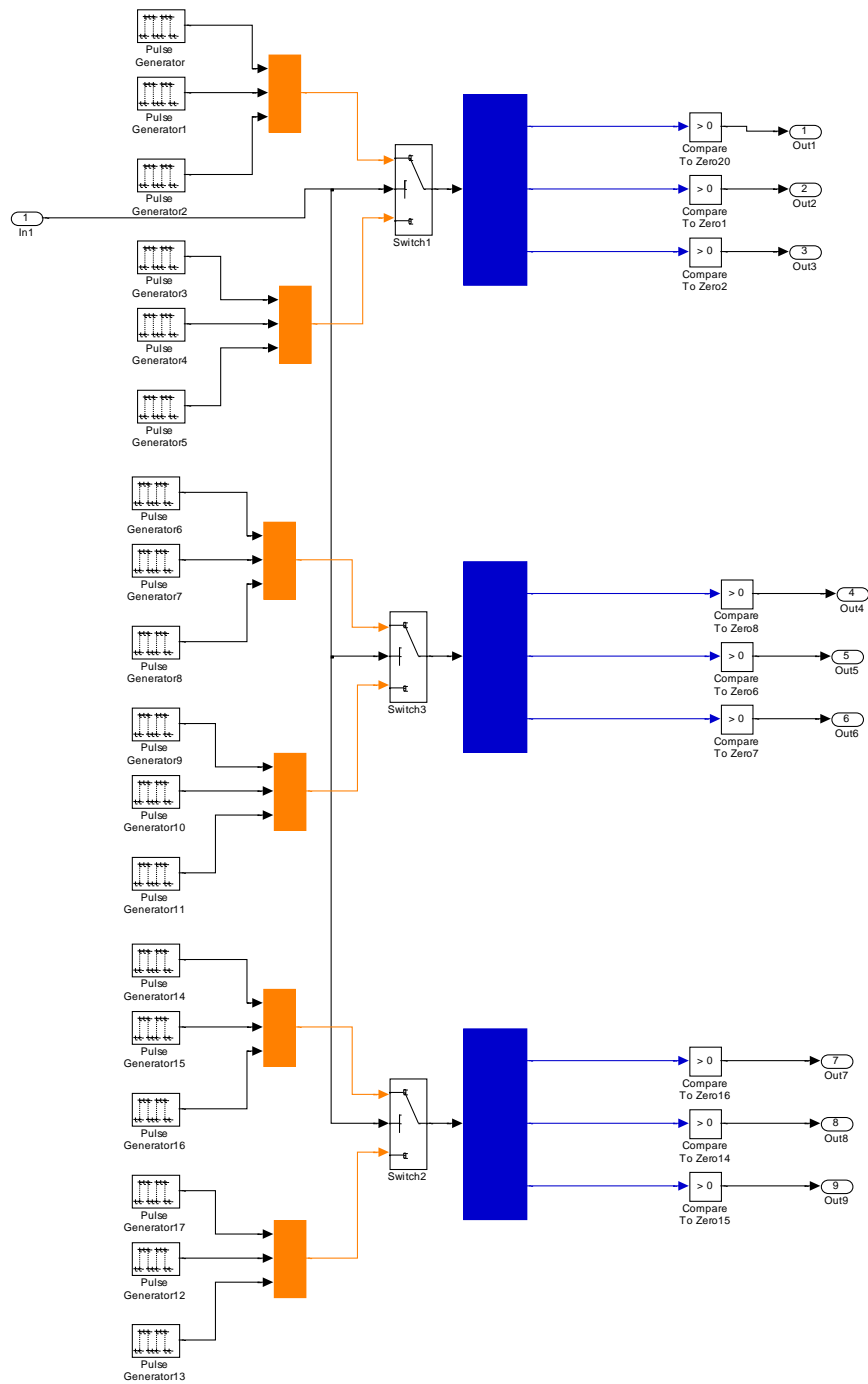 Pulse
Generator
Pulse
Generator1
Pulse
Generator2
1
In1
Pulse
Generator3
Pulse
Generator4
Pulse
Generator5
Switch1
> 0
Compare
To Zero20
1
Out1
> 0
Compare
To Zero1
2
Out2
> 0
Compare
To Zero2
3
Out3
Pulse
Generator6
Pulse
Generator7
Pulse
Generator8
Pulse
Generator9
Pulse
Generator10
Pulse
Generator11
Switch3
> 0
Compare
To Zero8
4
Out4
> 0
Compare
To Zero6
5
Out5
> 0
Compare
To Zero7
6
Out6
Pulse
Generator14
Pulse
Generator15
Pulse
Generator16
Pulse
Generator17
Pulse
Generator12
Pulse
Generator13
Switch2
> 0
Compare
To Zero16
7
Out7
> 0
Compare
To Zero14
8
Out8
> 0
Compare
To Zero15
9
Out9